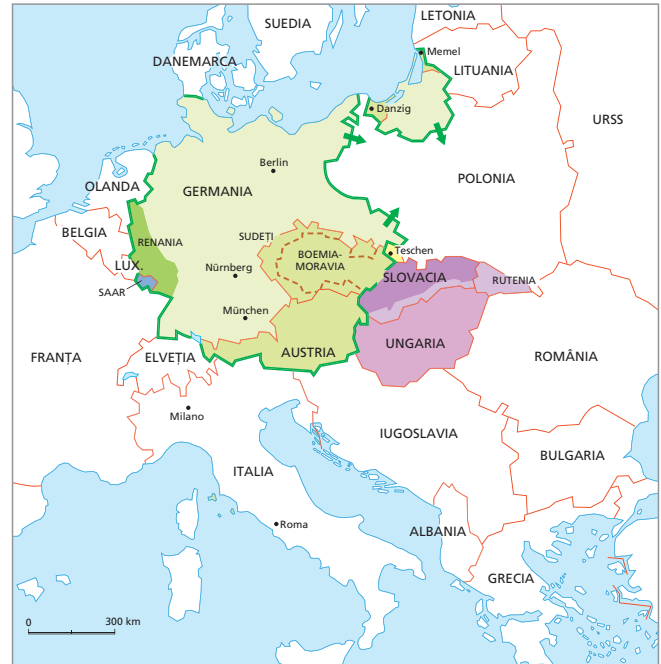 SUEDIA
LETONIA
Memel
DANEMARCA
LITUANIA
Danzig
URSS
Berlin
OLANDA
GERMANIA
POLONIA
BELGIA
RENANIA
SUDEȚI
Teschen
BOEMIA-
MORAVIA
LUX.
Nürnberg
SLOVACIA
RUTENIA
SAAR
München
UNGARIA
FRANȚA
ELVEȚIA
AUSTRIA
ROMÂNIA
Milano
IUGOSLAVIA
BULGARIA
ITALIA
Roma
ALBANIA
GRECIA
0 300 km